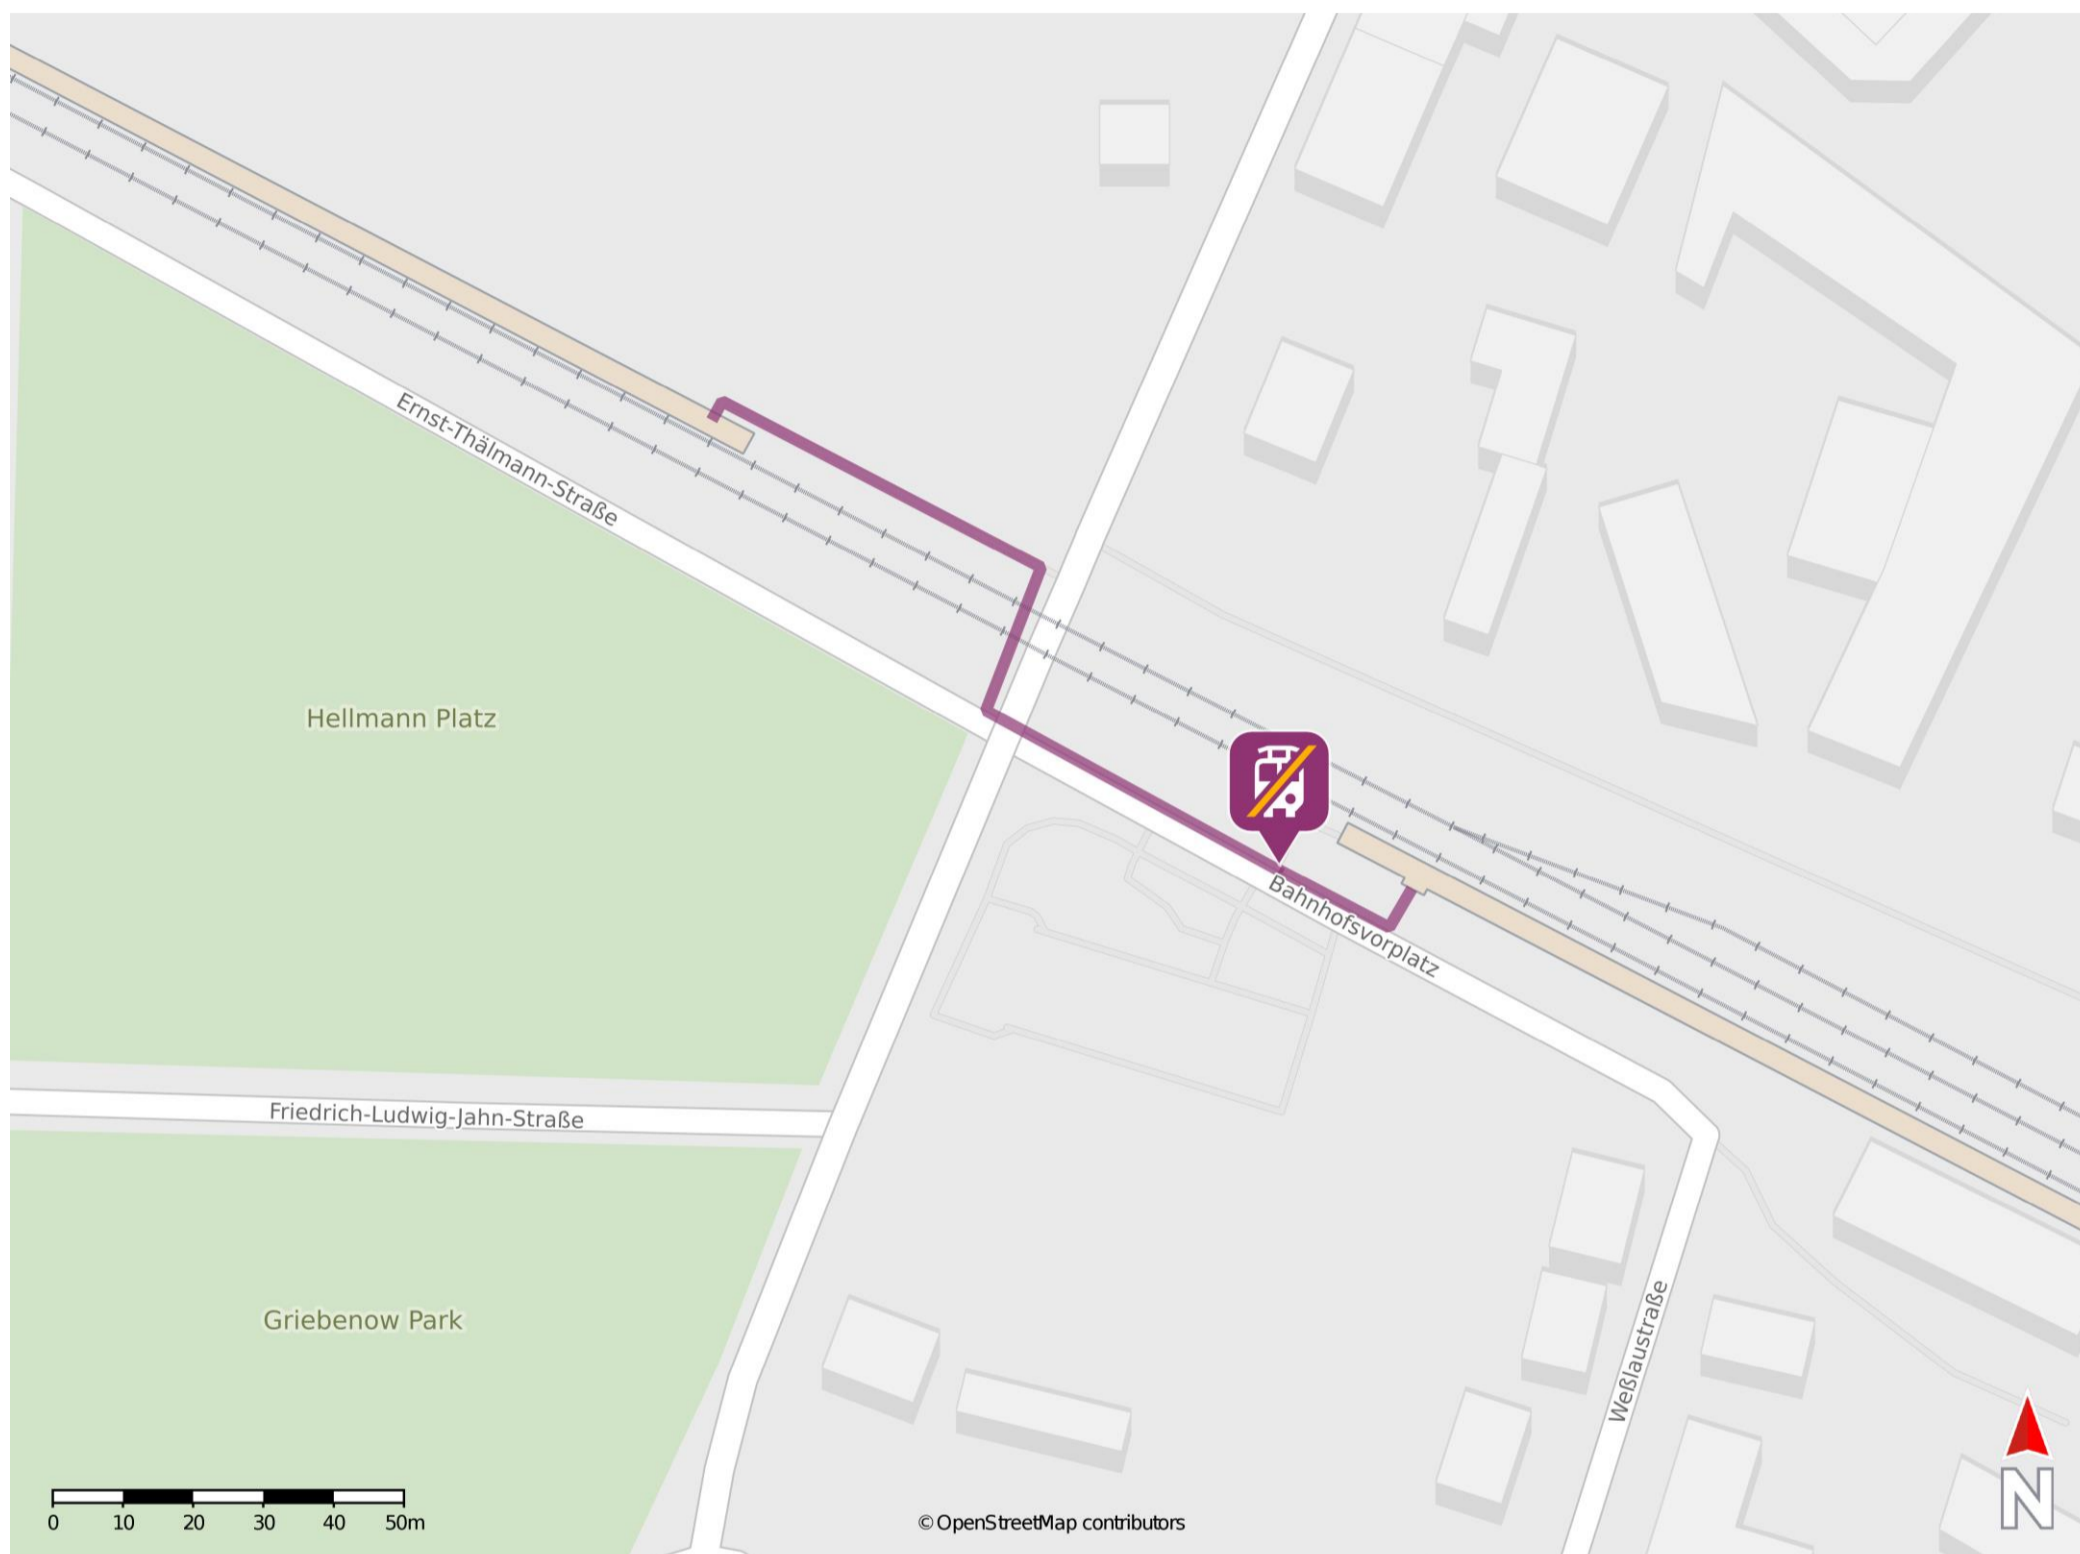 Ernst-Thälmann-Straße
Hellmann Platz
Bahnhofsvorplatz
Friedrich-Ludwig-Jahn-Straße
Griebenow Park
Weßlaustraße
0 10 20 30 40 50m
© OpenStreetMap contributors
N